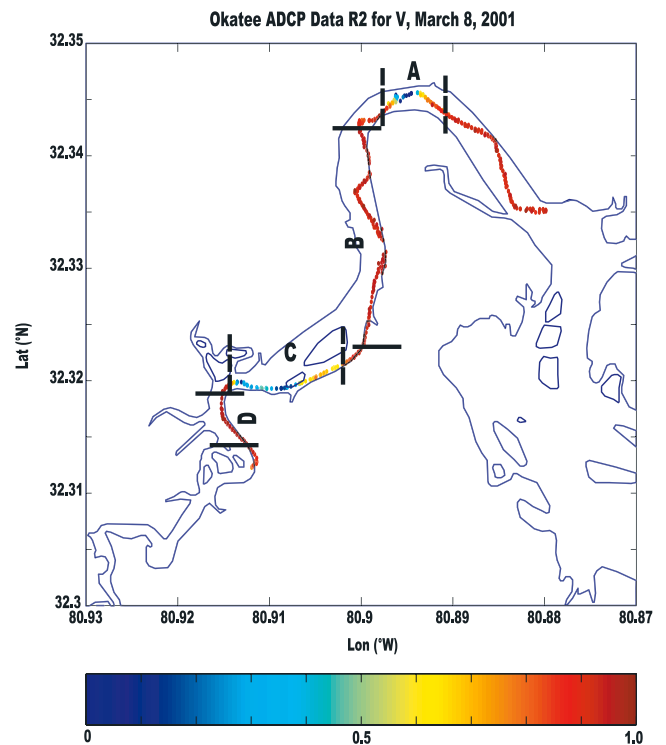 Okatee ADCP Data R2 for V, March 8, 2001
32.35
A
32.34
B
32.33
Lat (°N)
C
32.32
D
32.31
32.3
80.93 80.92 80.91 80.9 80.89 80.88 80.87
Lon (°W)
0 0.5 1.0